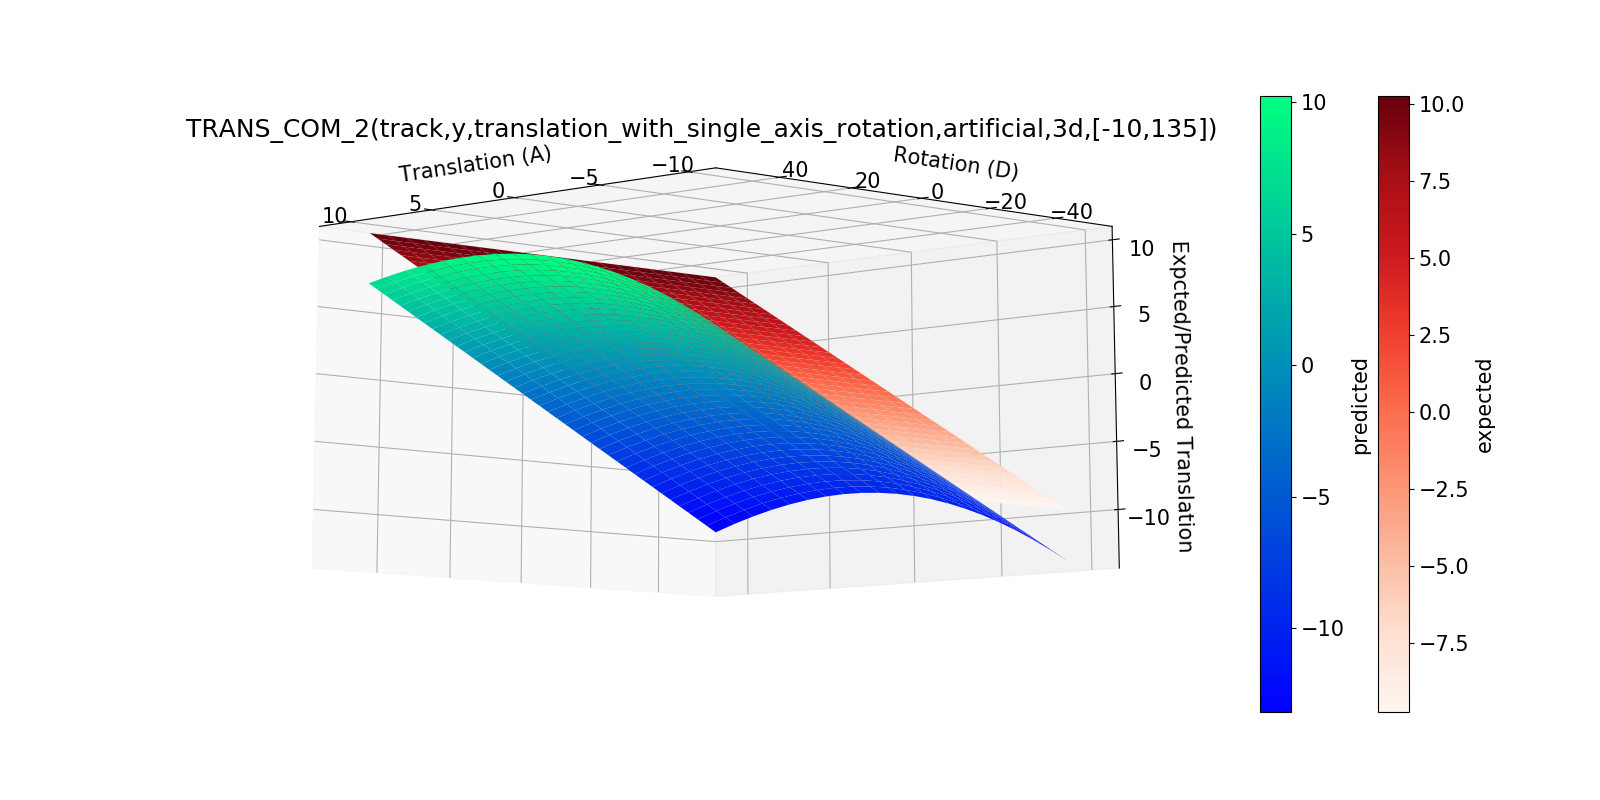 TRANS_COM_2(track,y,translation_with_single_axis_rotation,artificial,3d,[-10,135])
Translation (A)
Rotation (D)
10 5 0 −5 −10
40 20 0 −20 −40
10
5
0
−5
−10
Expcted/Predicted Translation
10
5
0
−5
−10
predicted
10.0
7.5
5.0
2.5
0.0
−2.5
−5.0
−7.5
expected